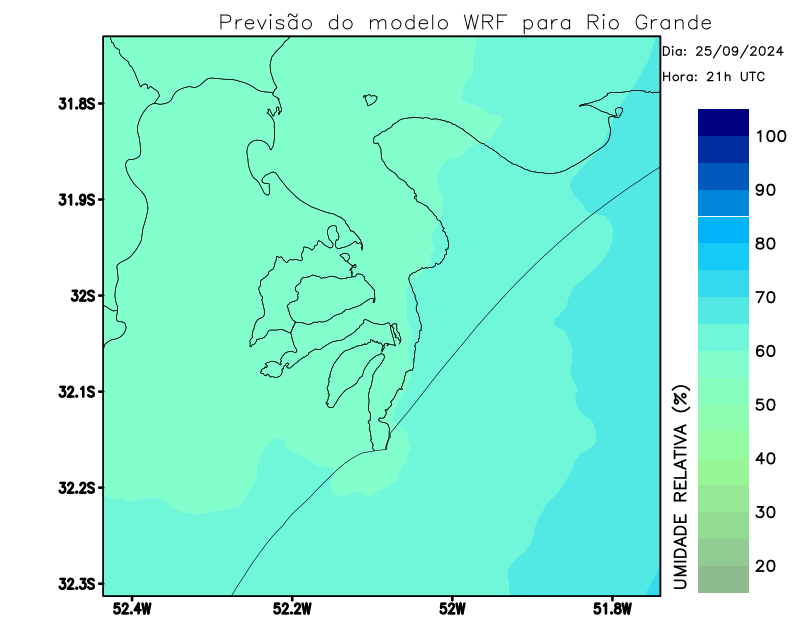 Previsão do modelo WRF para Rio Grande
Dia: 25/09/2024
Hora: 21h UTC
31.8S
31.9S
32S
32.1S
32.2S
32.3S
52.4W
52.2W
52W
51.8W
100
90
80
70
60
50
40
30
20
UMIDADE RELATIVA (%)